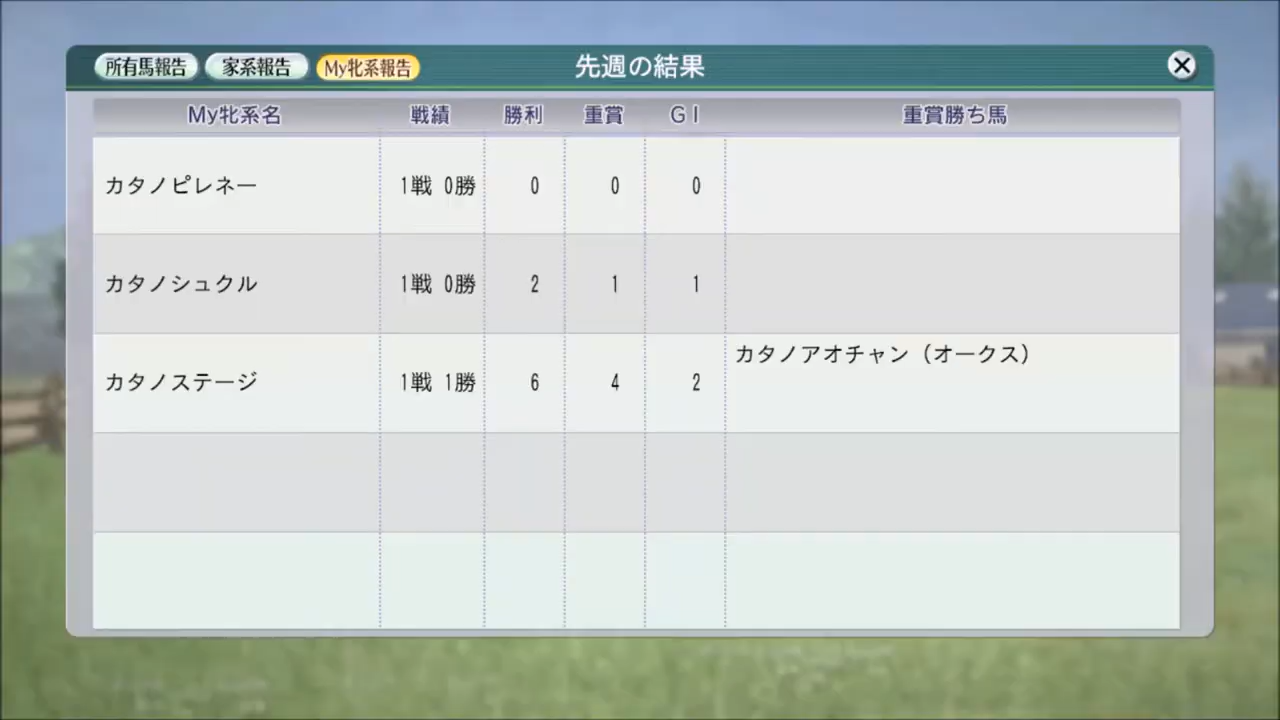 所有馬報告 家系報告 My牝系報告 先週の結果
My牝系名 戦績 勝利 重賞 GⅠ 重賞勝ち馬
カタノピレネー 1戦 0勝 0 0 0
カタノシュクル 1戦 0勝 2 1 1
カタノステージ 1戦 1勝 6 4 2 カタノアオチャン（オークス）